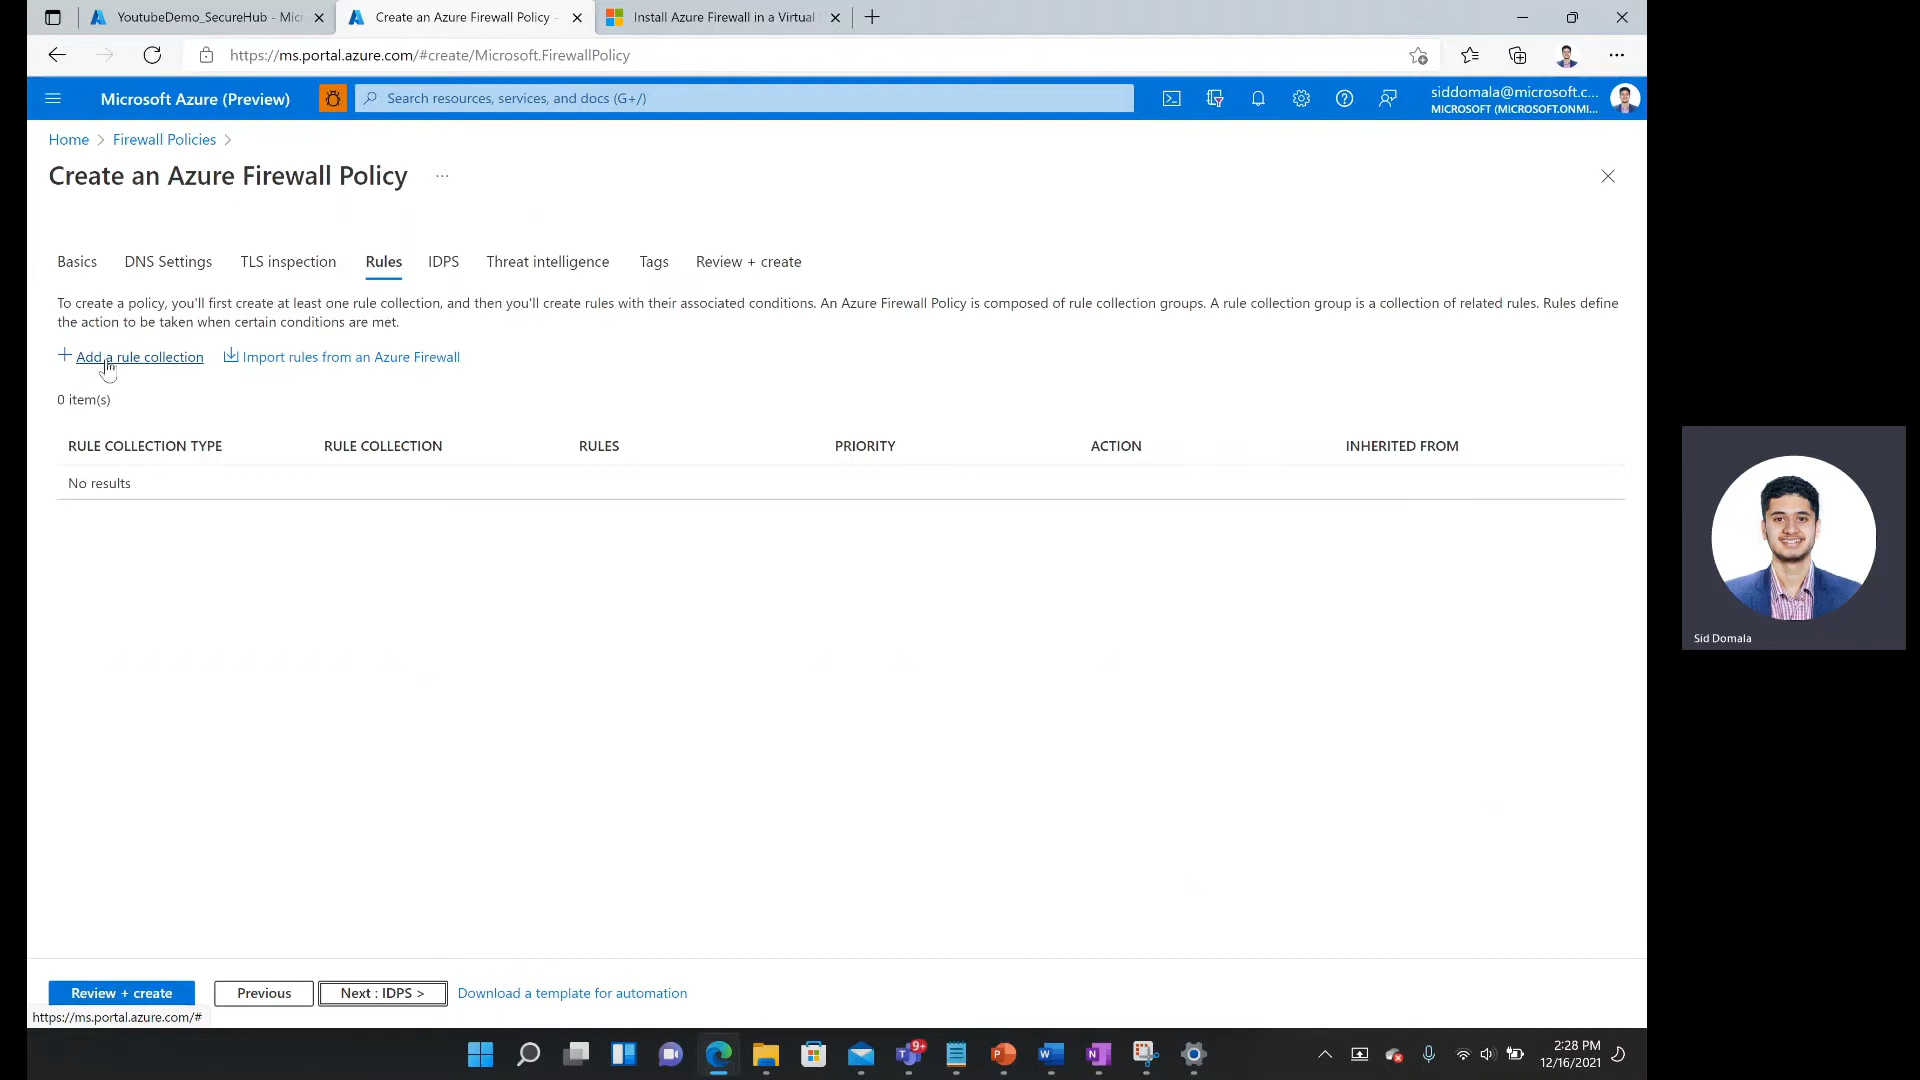 YoutubeDemo_SecureHub - Mic
Create an Azure Firewall Policy -
Install Azure Firewall in a Virtual
https://ms.portal.azure.com/#create/Microsoft.FirewallPolicy
Microsoft Azure (Preview)
Search resources, services, and docs (G+/)
siddomala@microsoft.c...
MICROSOFT (MICROSOFT.ONMI...
Home > Firewall Policies >
Create an Azure Firewall Policy ...
Basics DNS Settings TLS inspection Rules IDPS Threat intelligence Tags Review + create
To create a policy, you'll first create at least one rule collection, and then you'll create rules with their associated conditions. An Azure Firewall Policy is composed of rule collection groups. A rule collection group is a collection of related rules. Rules define
the action to be taken when certain conditions are met.
+ Add a rule collection Import rules from an Azure Firewall
0 item(s)
RULE COLLECTION TYPE RULE COLLECTION RULES PRIORITY ACTION INHERITED FROM
No results
Sid Domala
Review + create Previous Next : IDPS > Download a template for automation
https://ms.portal.azure.com/#
9+
2:28 PM
12/16/2021